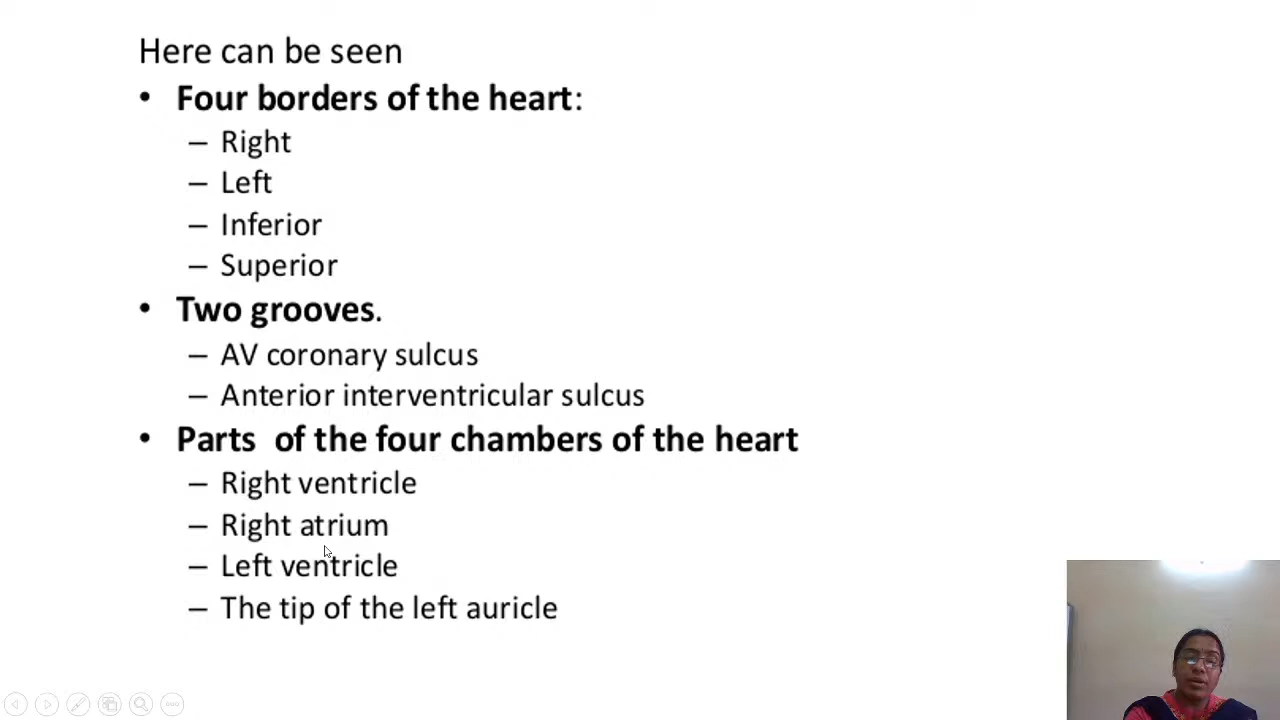 Here can be seen
• Four borders of the heart:
– Right
– Left
– Inferior
– Superior
• Two grooves.
– AV coronary sulcus
– Anterior interventricular sulcus
• Parts of the four chambers of the heart
– Right ventricle
– Right atrium
– Left ventricle
– The tip of the left auricle